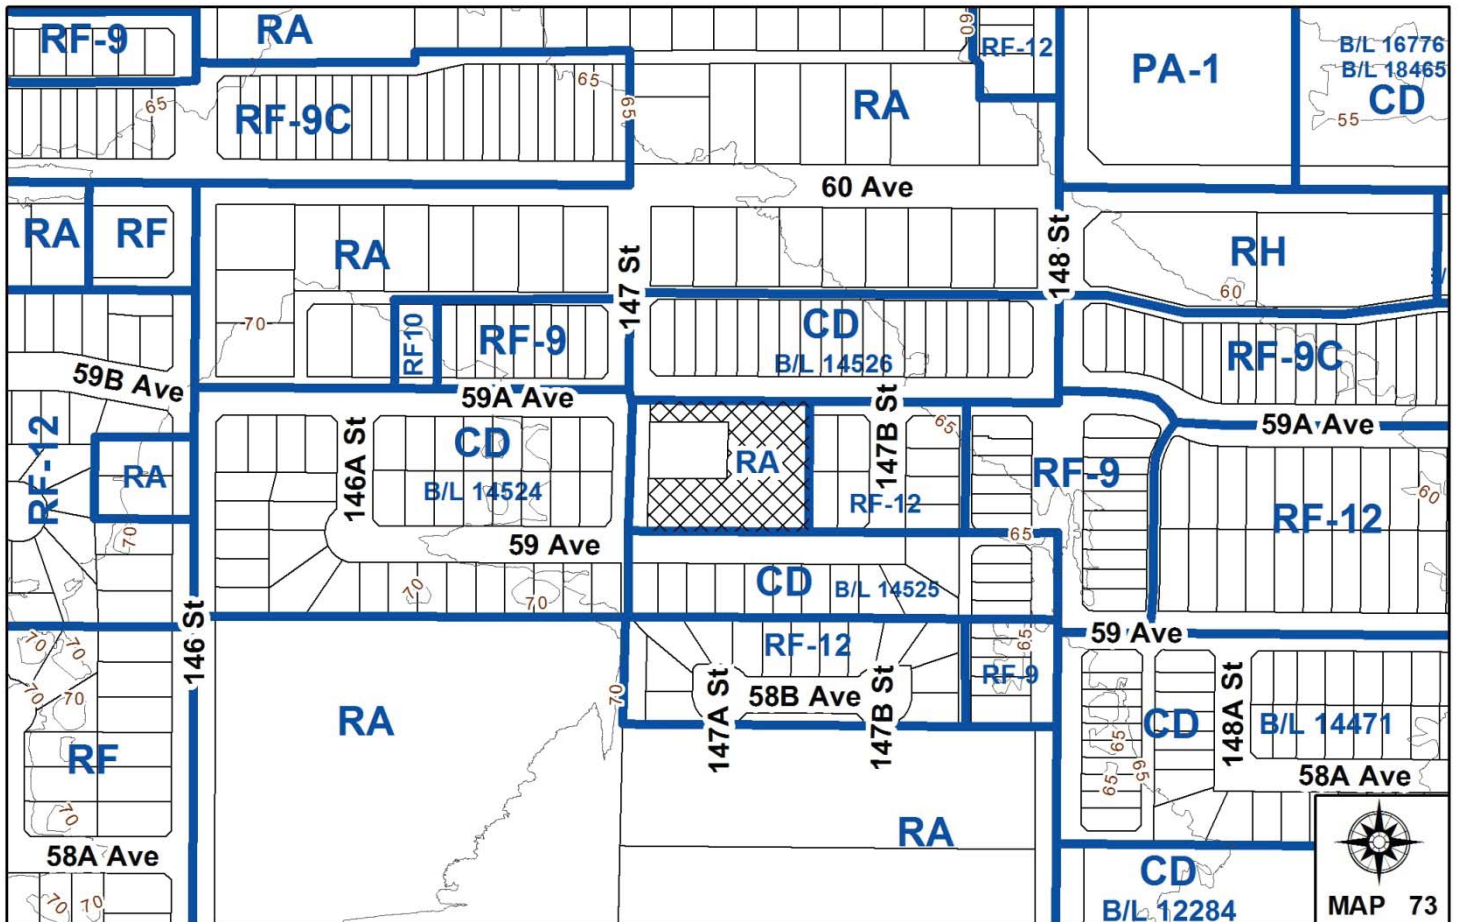 RF-9
RA
60
RF-12
PA-1
B/L 16776
B/L 18465
CD
55
65
RF-9C
65
65
RA
60 Ave
RA
RF
RA
147 St
148 St
RH
60
70
RF10
RF-9
CD
B/L 14526
RF-9C
59B Ave
59A Ave
59A Ave
RF-12
RA
70
146A St
CD
B/L 14524
RA
147B St
RF-12
65
RF-9
RF-12
60
59 Ave
65
CD
B/L 14525
70
70
146 St
59 Ave
RF-12
65
RF-9
58B Ave
147A St
147B St
70
70
70
70
70
RF
70
RA
CD
65
65
65
148A St
B/L 14471
58A Ave
RA
58A Ave
70
70
CD
B/L 12284
MAP 73